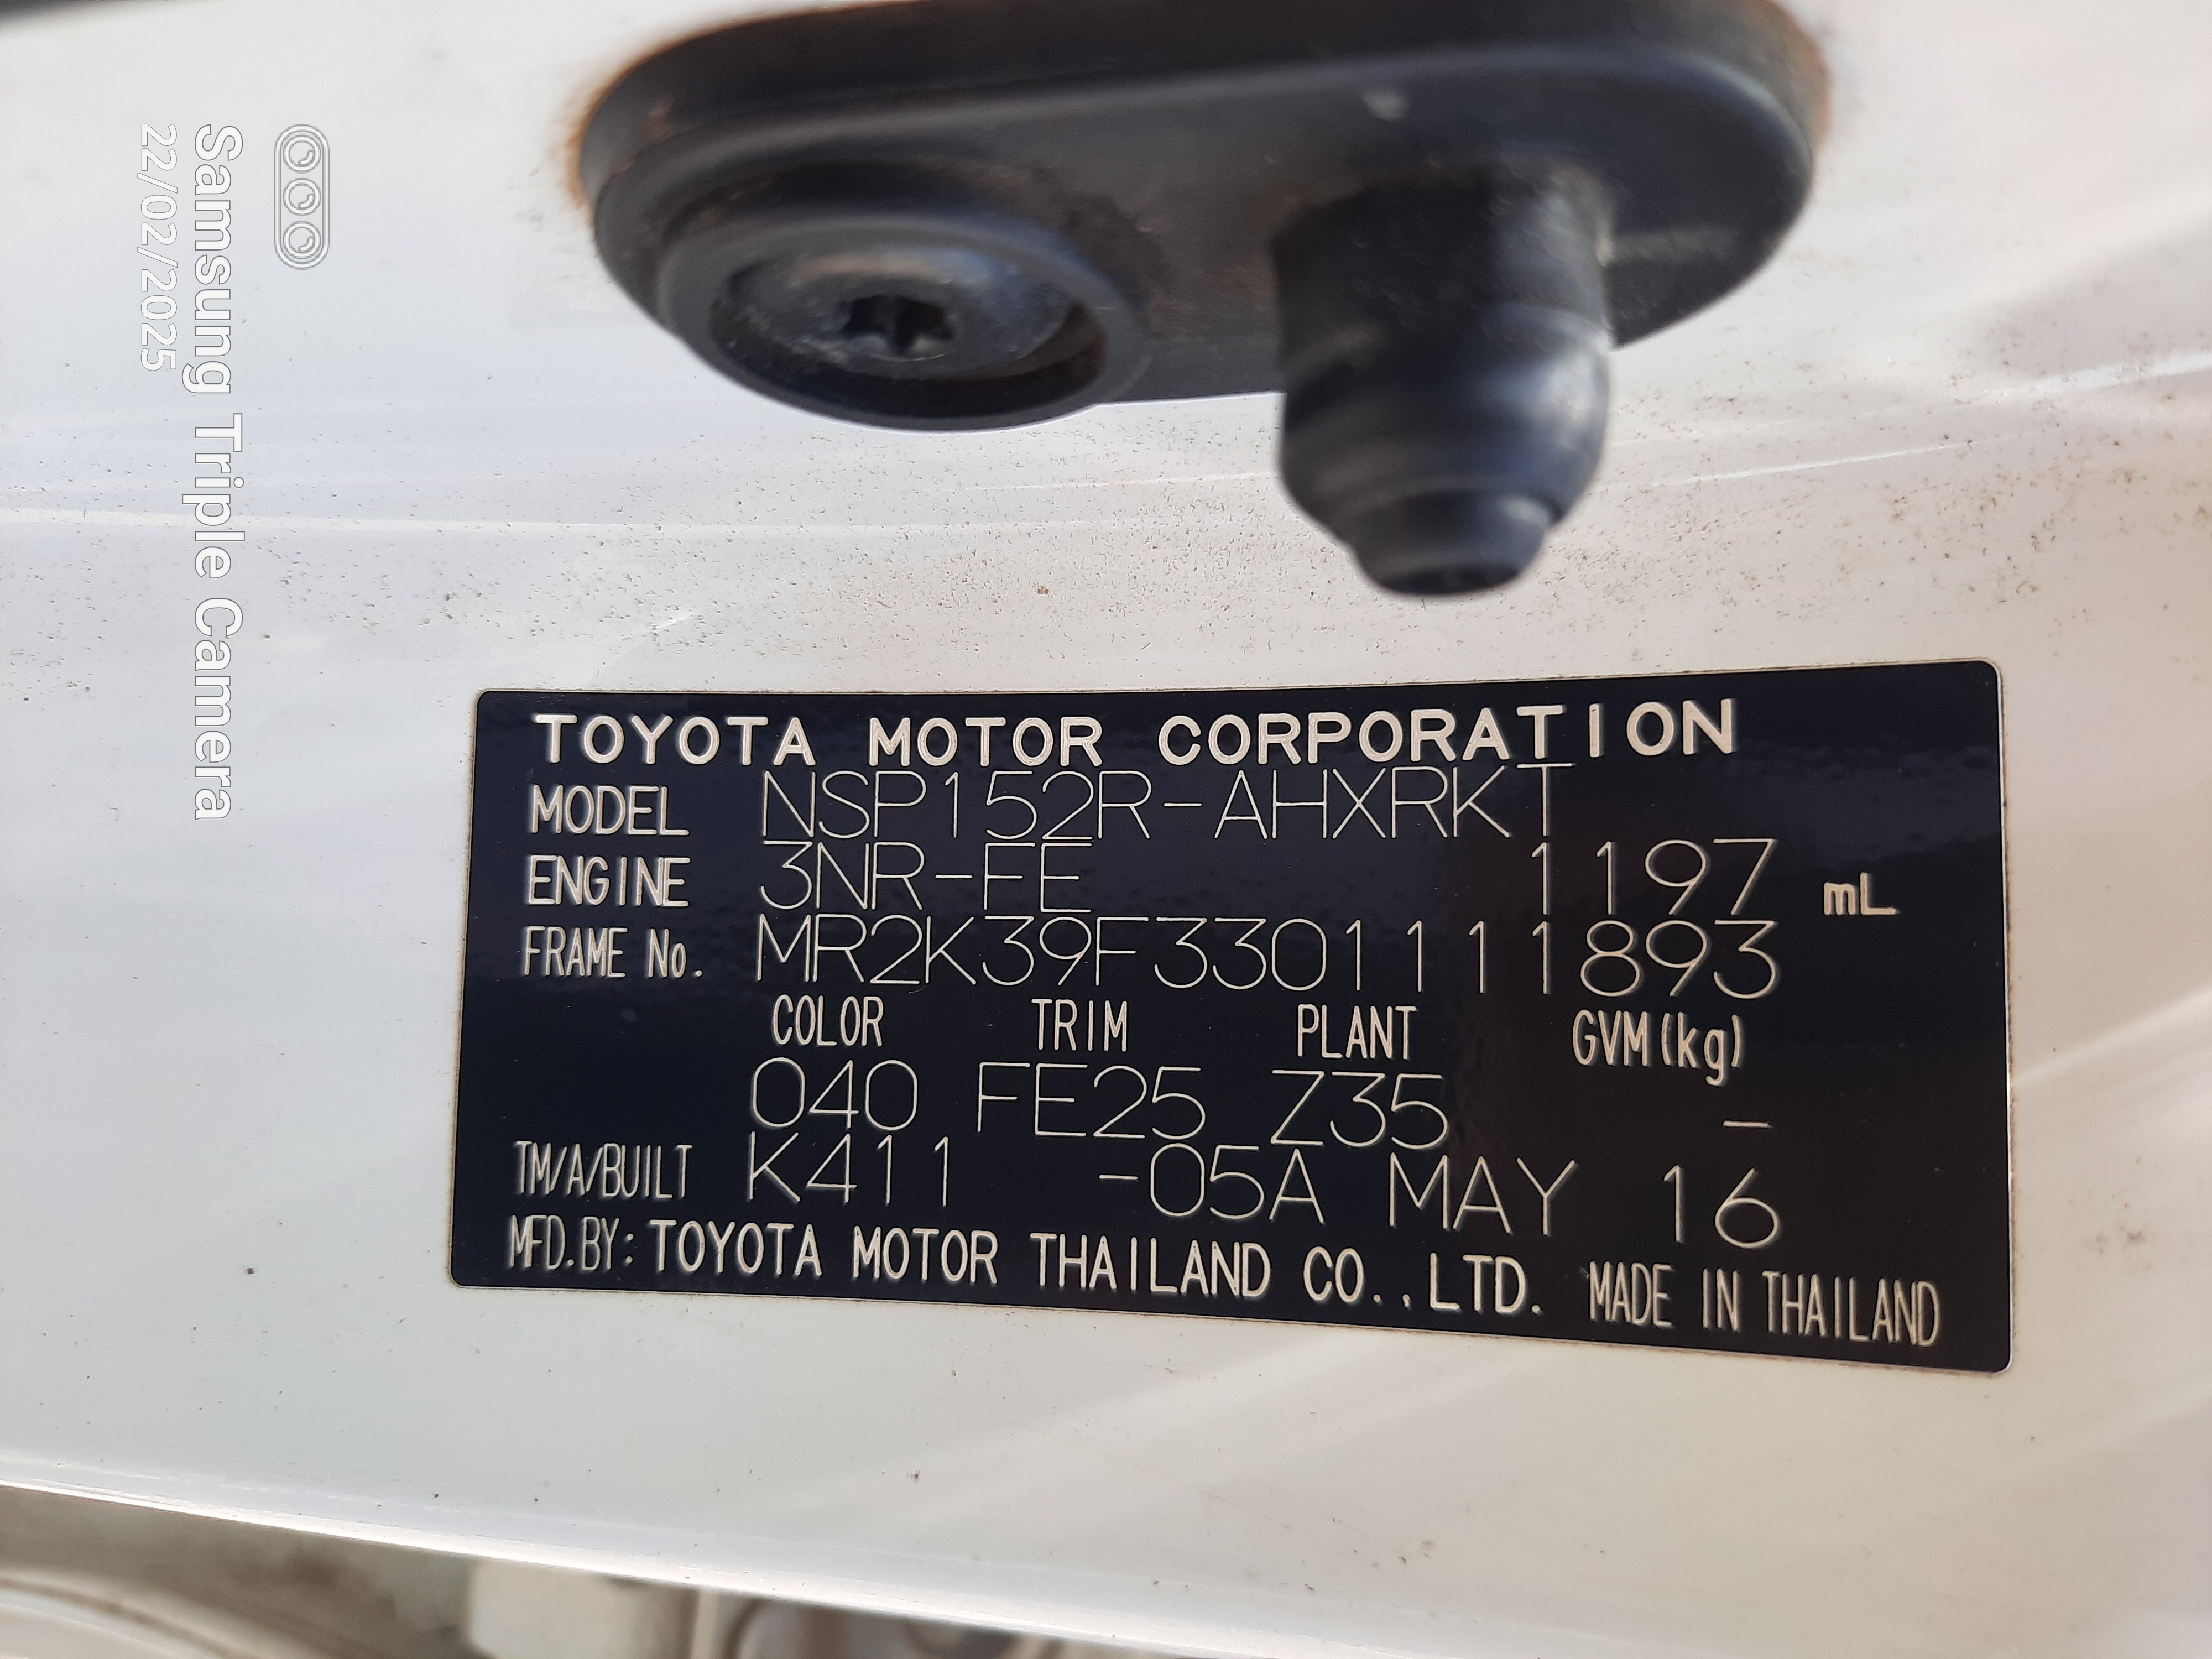 TOYOTA MOTOR CORPORATION
MODEL NSP152R-AHXRKT
ENGINE 3NR-FE 1197 mL
FRAME No. MR2K39F3301111893
COLOR TRIM PLANT GVM(kg)
040 FE25 Z35 -
TM/A/BUILT K411 -05A MAY 16
MFD.BY: TOYOTA MOTOR THAILAND CO.,LTD. MADE IN THAILAND
Samsung Triple Camera
22/02/2025